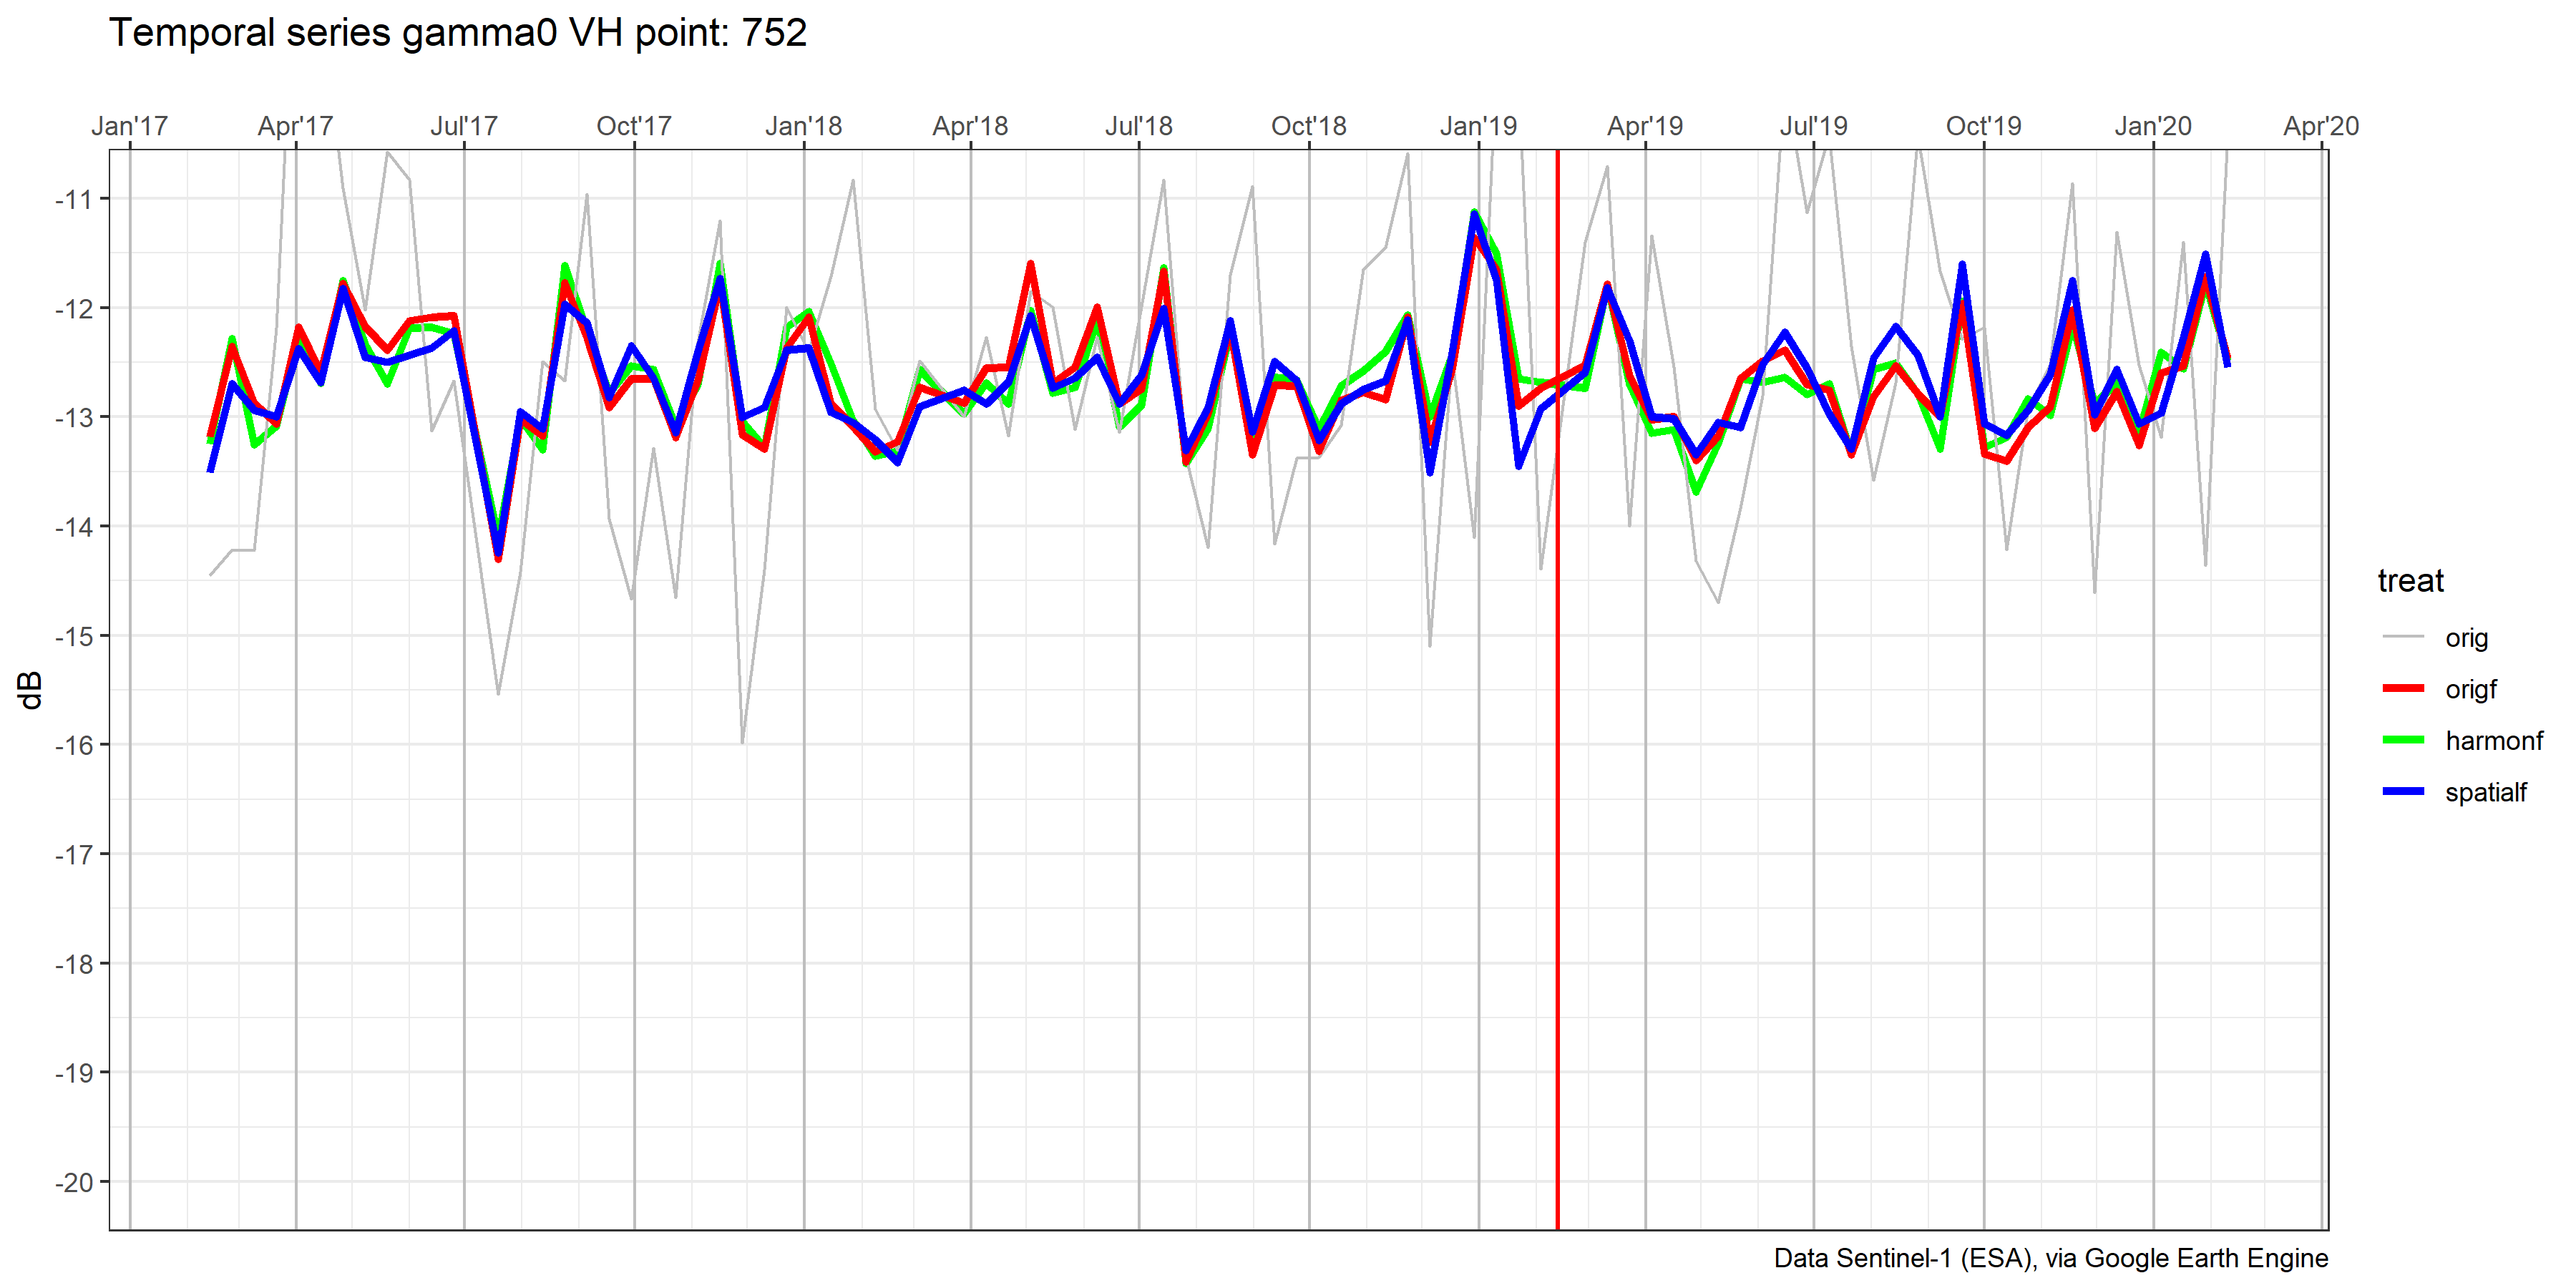 Temporal series gamma0 VH point: 752
Jan'17 Apr'17 Jul'17 Oct'17 Jan'18 Apr'18 Jul'18 Oct'18 Jan'19 Apr'19 Jul'19 Oct'19 Jan'20 Apr'20
-11
-12
-13
-14
-15
-16
-17
-18
-19
-20
dB
treat
orig
origf
harmonf
spatialf
Data Sentinel-1 (ESA), via Google Earth Engine